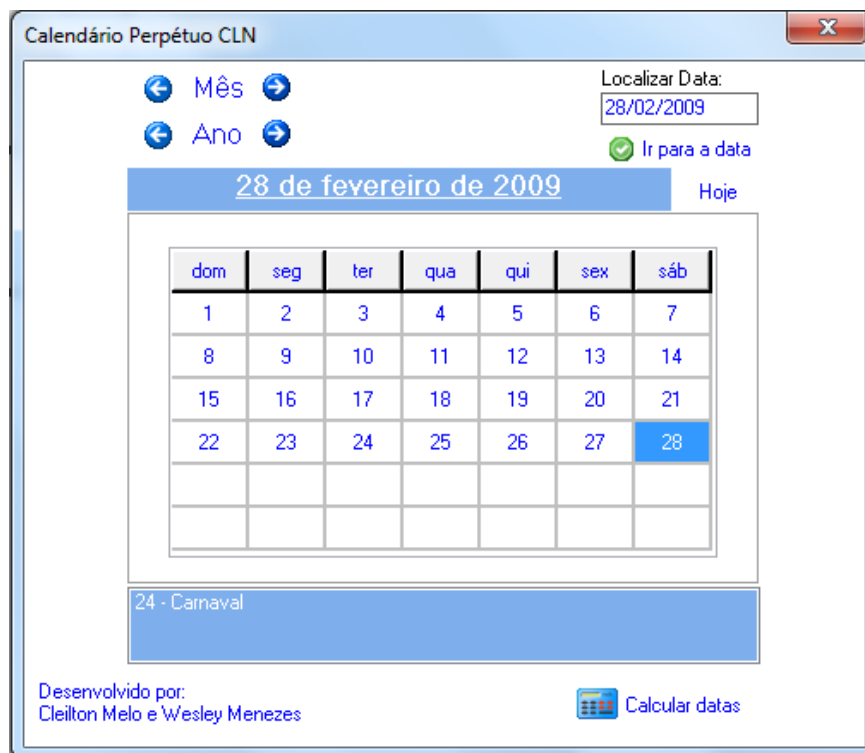 Calendário Perpétuo CLN
Mês
Localizar Data:
28/02/2009
Ano
Ir para a data
28 de fevereiro de 2009
Hoje
dom seg ter qua qui sex sáb
1 2 3 4 5 6 7
8 9 10 11 12 13 14
15 16 17 18 19 20 21
22 23 24 25 26 27 28
24 - Carnaval
Desenvolvido por:
Cleilton Melo e Wesley Menezes
Calcular datas